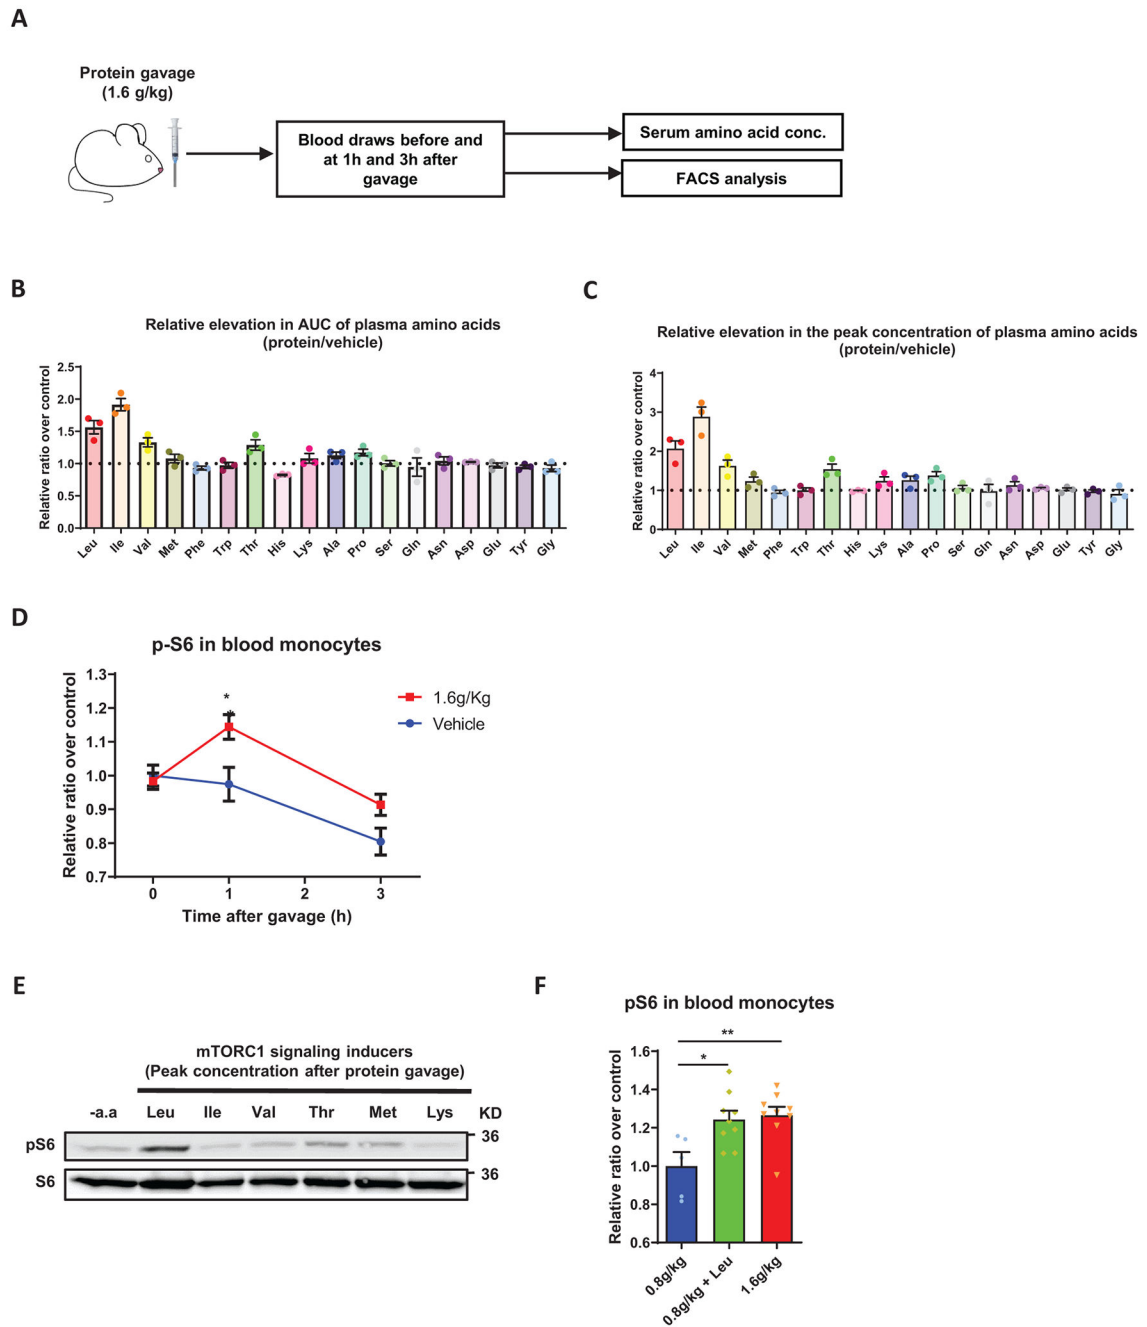 A
Protein gavage
(1.6 g/kg)
Blood draws before and
at 1h and 3h after
gavage
Serum amino acid conc.
FACS analysis
B
Relative elevation in AUC of plasma amino acids
(protein/vehicle)
Relative ratio over control
2.5
2.0
1.5
1.0
0.5
0.0
Leu Ile Val Met Phe Trp Thr His Lys Ala Pro Ser Gln Asn Asp Glu Tyr Gly
C
Relative elevation in the peak concentration of plasma amino acids
(protein/vehicle)
Relative ratio over control
4
3
2
1
0
Leu Ile Val Met Phe Trp Thr His Lys Ala Pro Ser Gln Asn Asp Glu Tyr Gly
D
p-S6 in blood monocytes
Relative ratio over control
1.3
1.2
1.1
1.0
0.9
0.8
0.7
*
*
1.6g/Kg
Vehicle
0 1 2 3
Time after gavage (h)
E
mTORC1 signaling inducers
(Peak concentration after protein gavage)
-a.a Leu Ile Val Thr Met Lys KD
pS6 36
S6 36
F
pS6 in blood monocytes
Relative ratio over control
**
*
1.6
1.4
1.2
1.0
0.8
0.6
0.8g/kg
0.8g/kg + Leu
1.6g/kg